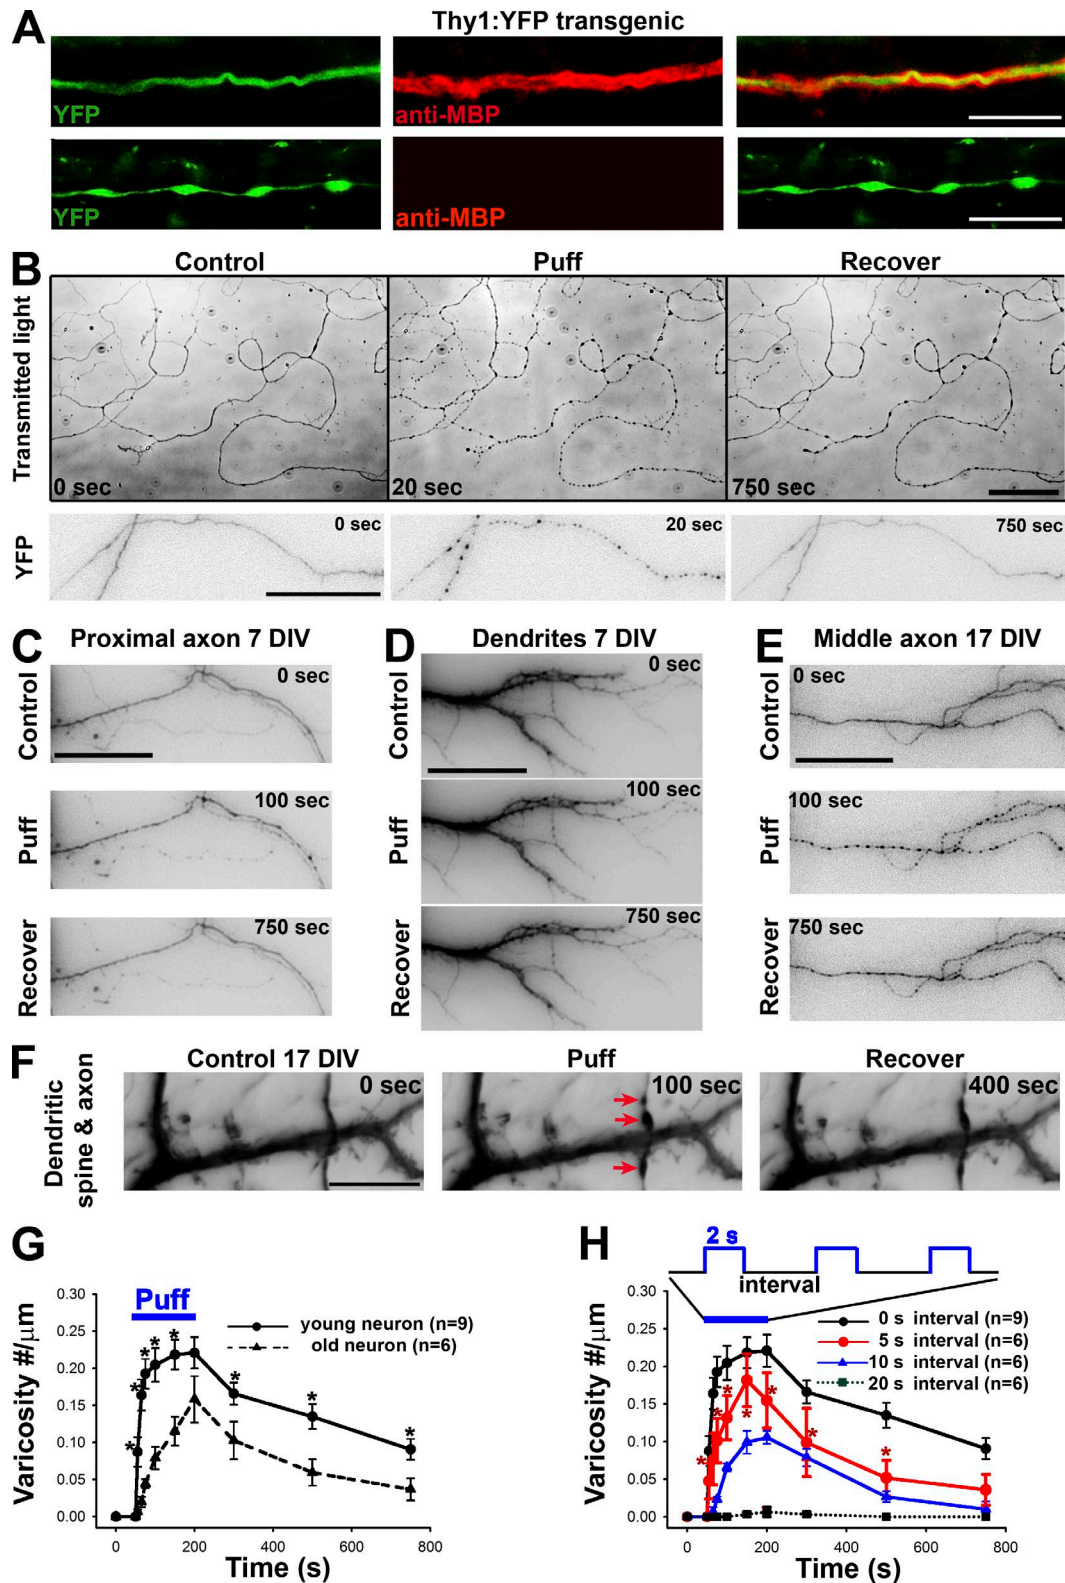 A
Thy1:YFP transgenic
YFP
anti-MBP
YFP
anti-MBP
B
Control
Puff
Recover
Transmitted light
0 sec
20 sec
750 sec
YFP
0 sec
20 sec
750 sec
C
Proximal axon 7 DIV
Control
0 sec
Puff
100 sec
Recover
750 sec
D
Dendrites 7 DIV
Control
0 sec
Puff
100 sec
Recover
750 sec
E
Middle axon 17 DIV
Control
0 sec
Puff
100 sec
Recover
750 sec
F
Control 17 DIV
Puff
Recover
Dendritic
spine & axon
0 sec
100 sec
400 sec
G
Puff
young neuron (n=9)
old neuron (n=6)
Varicosity #/μm
0.30
0.25
0.20
0.15
0.10
0.05
0.00
0
200
400
600
800
Time (s)
* * * * * * * *
H
2 s
interval
0 s interval (n=9)
5 s interval (n=6)
10 s interval (n=6)
20 s interval (n=6)
Varicosity #/μm
0.30
0.25
0.20
0.15
0.10
0.05
0.00
0
200
400
600
800
Time (s)
* * * * * * *